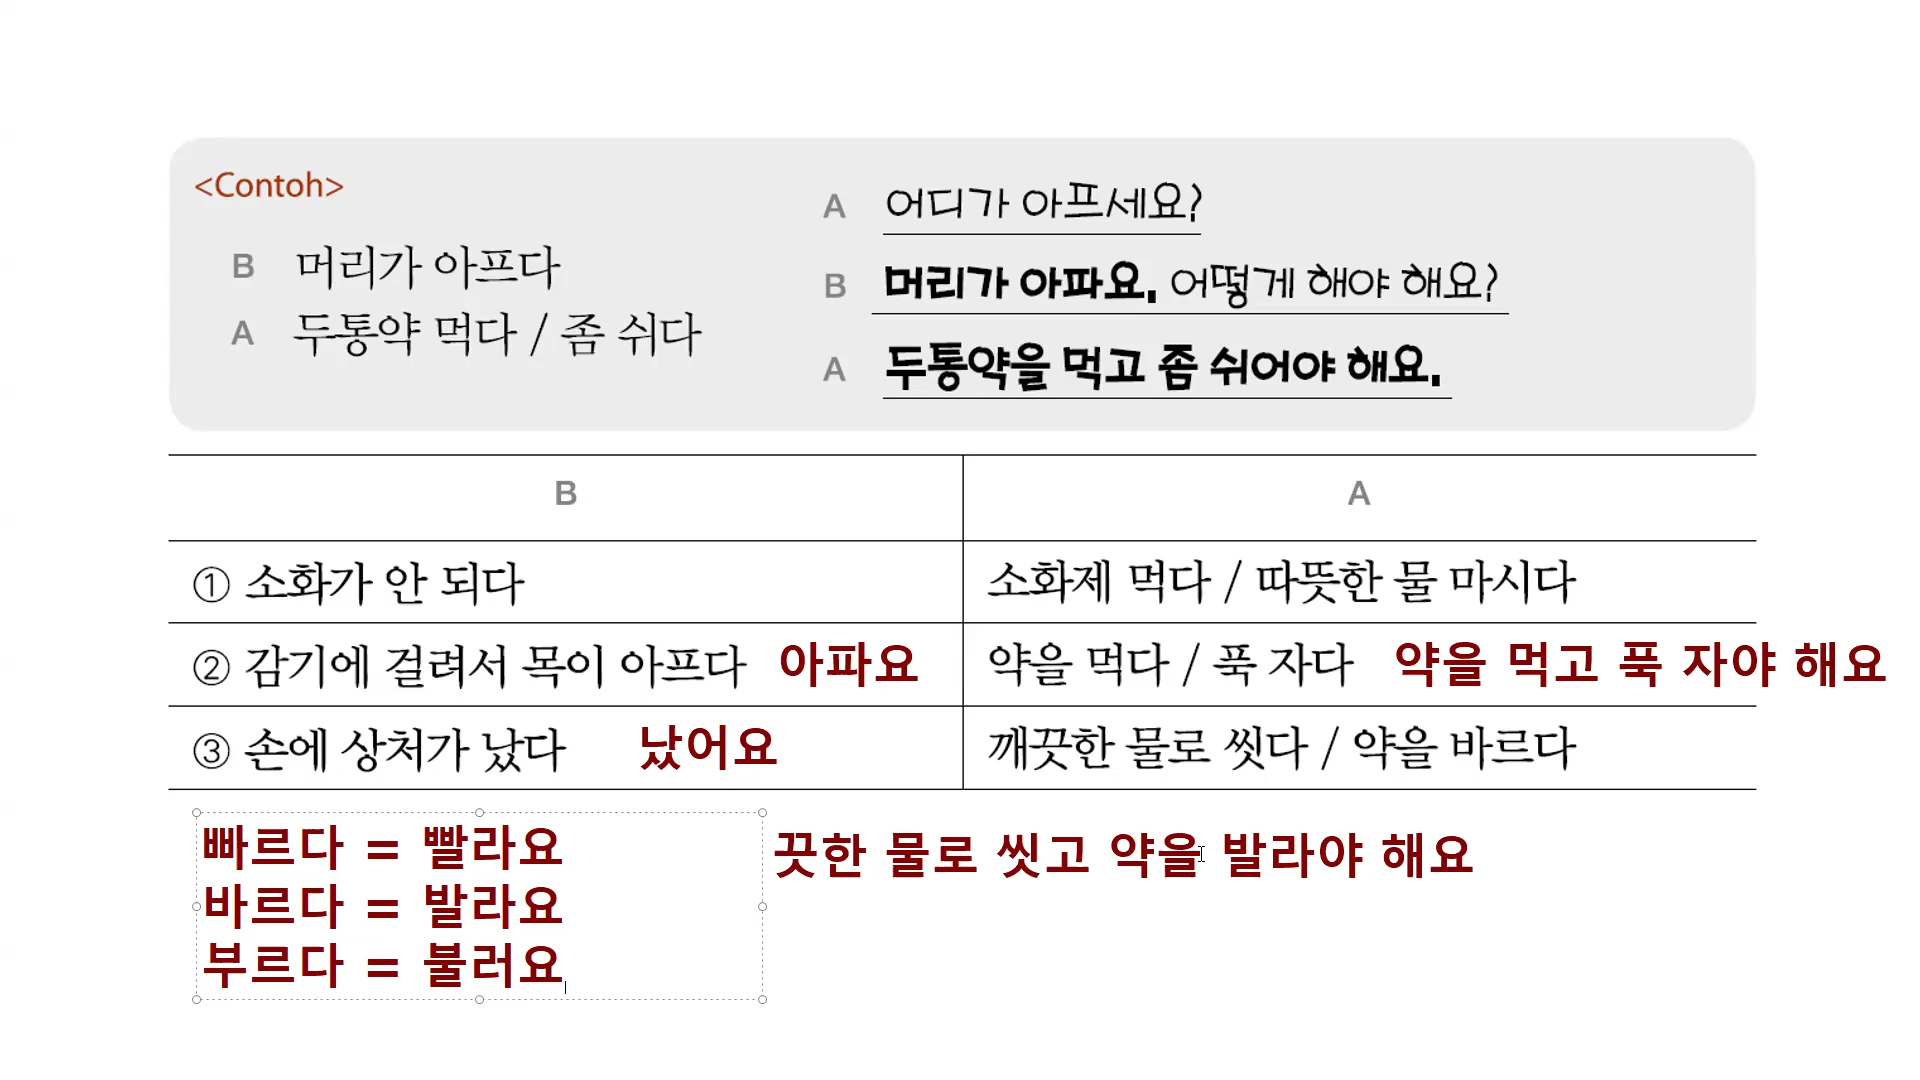 <Contoh>
B 머리가 아프다
A 두통약 먹다 / 좀 쉬다
A 어디가 아프세요?
B 머리가 아파요. 어떻게 해야 해요?
A 두통약을 먹고 좀 쉬어야 해요.
B A
① 소화가 안 되다 소화제 먹다 / 따뜻한 물 마시다
② 감기에 걸려서 목이 아프다 아파요 약을 먹다 / 푹 자다 약을 먹고 푹 자야 해요
③ 손에 상처가 났다 났어요 깨끗한 물로 씻다 / 약을 바르다
빠르다 = 빨라요
바르다 = 발라요
부르다 = 불러요
끗한 물로 씻고 약을 발라야 해요